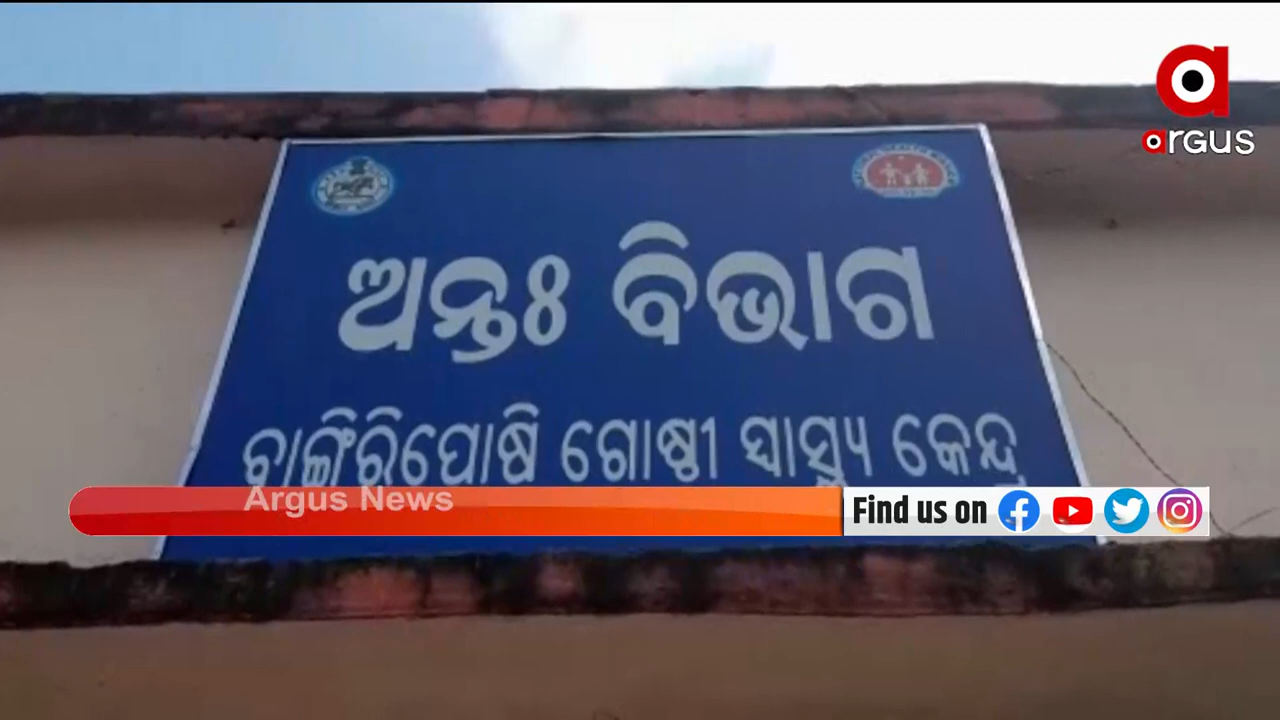 argus
ଅନ୍ତଃ ବିଭାଗ
ବାଙ୍ଗିରିପୋଷି ଗୋଷ୍ଠୀ ସ୍ୱାସ୍ଥ୍ୟ କେନ୍ଦ୍ର
Argus News
Find us on